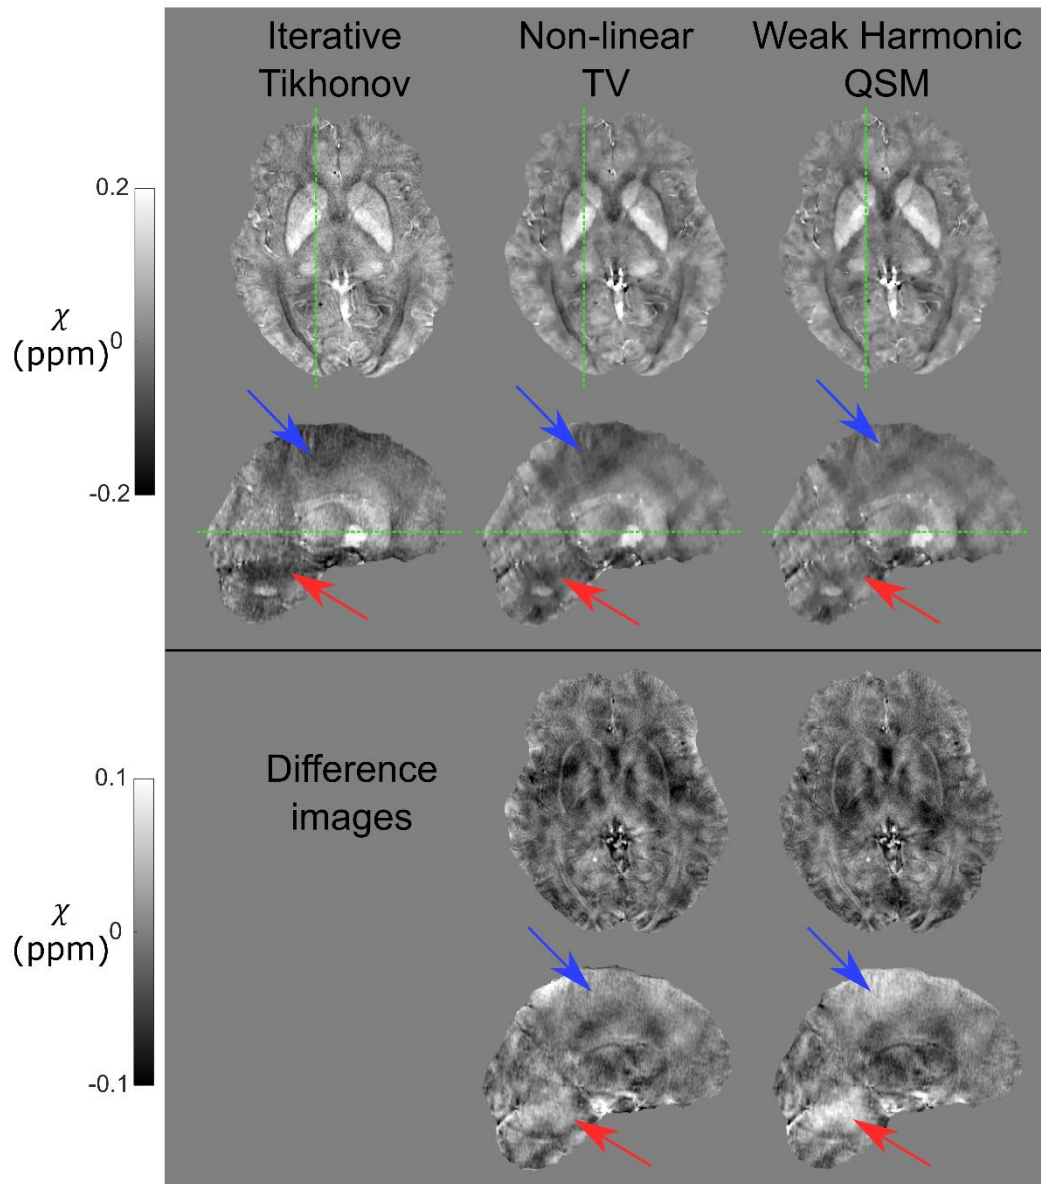 Iterative
Tikhonov
Non-linear
TV
Weak Harmonic
QSM
0.2
χ
(ppm)
0
-0.2
Difference
images
0.1
χ
(ppm)
0
-0.1